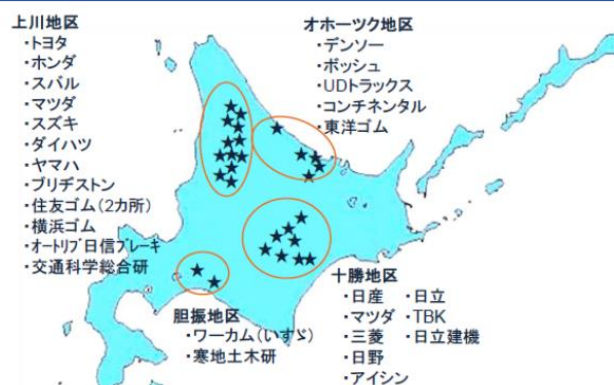 上川地区
・トヨタ
・ホンダ
・スバル
・マツダ
・スズキ
・ダイハツ
・ヤマハ
・ブリヂストン
・住友ゴム(2カ所)
・横浜ゴム
・オートリブ日信ブレーキ
・交通科学総合研
オホーツク地区
・デンソー
・ボッシュ
・UDトラックス
・コンチネンタル
・東洋ゴム
胆振地区
・ワーカム(いすゞ)
・寒地土木研
十勝地区
・日産 ・日立
・マツダ ・TBK
・三菱 ・日立建機
・日野
・アイシン